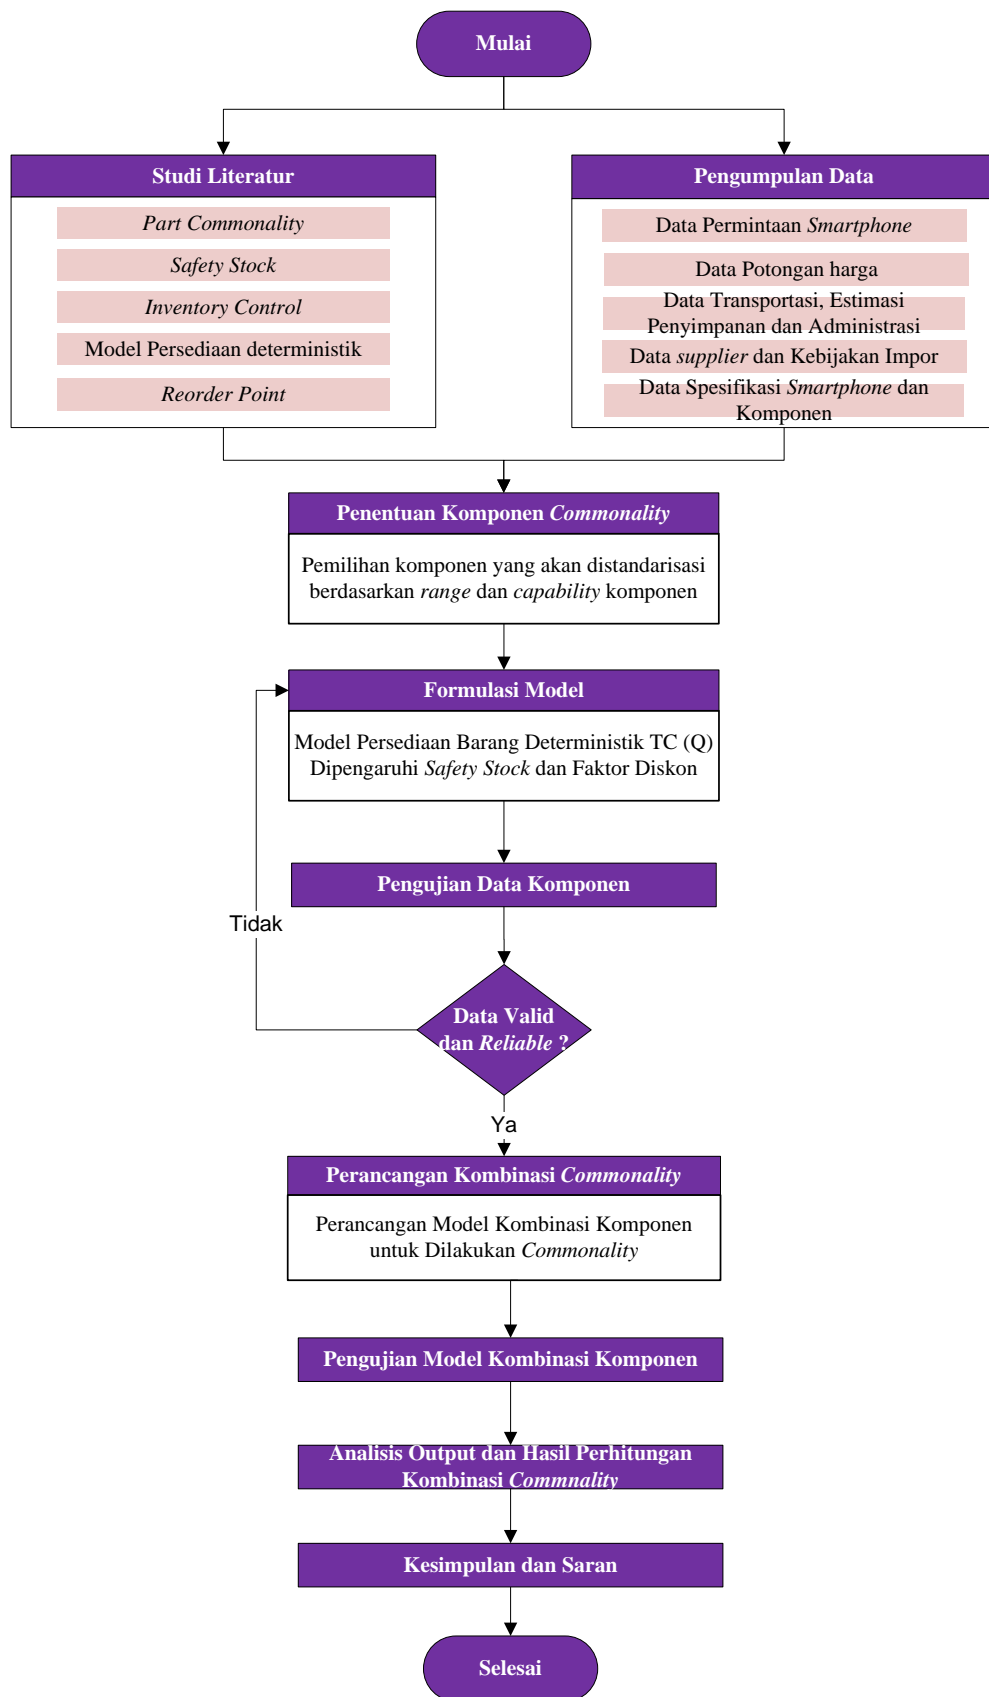 Mulai
Studi Literatur
Part Commonality
Safety Stock
Inventory Control
Model Persediaan deterministik
Reorder Point
Pengumpulan Data
Data Permintaan Smartphone
Data Potongan harga
Data Transportasi, Estimasi
Penyimpanan dan Administrasi
Data supplier dan Kebijakan Impor
Data Spesifikasi Smartphone dan
Komponen
Penentuan Komponen Commonality
Pemilihan komponen yang akan distandarisasi
berdasarkan range dan capability komponen
Formulasi Model
Model Persediaan Barang Deterministik TC (Q)
Dipengaruhi Safety Stock dan Faktor Diskon
Pengujian Data Komponen
Tidak
Data Valid
dan Reliable ?
Ya
Perancangan Kombinasi Commonality
Perancangan Model Kombinasi Komponen
untuk Dilakukan Commonality
Pengujian Model Kombinasi Komponen
Analisis Output dan Hasil Perhitungan
Kombinasi Commnality
Kesimpulan dan Saran
Selesai